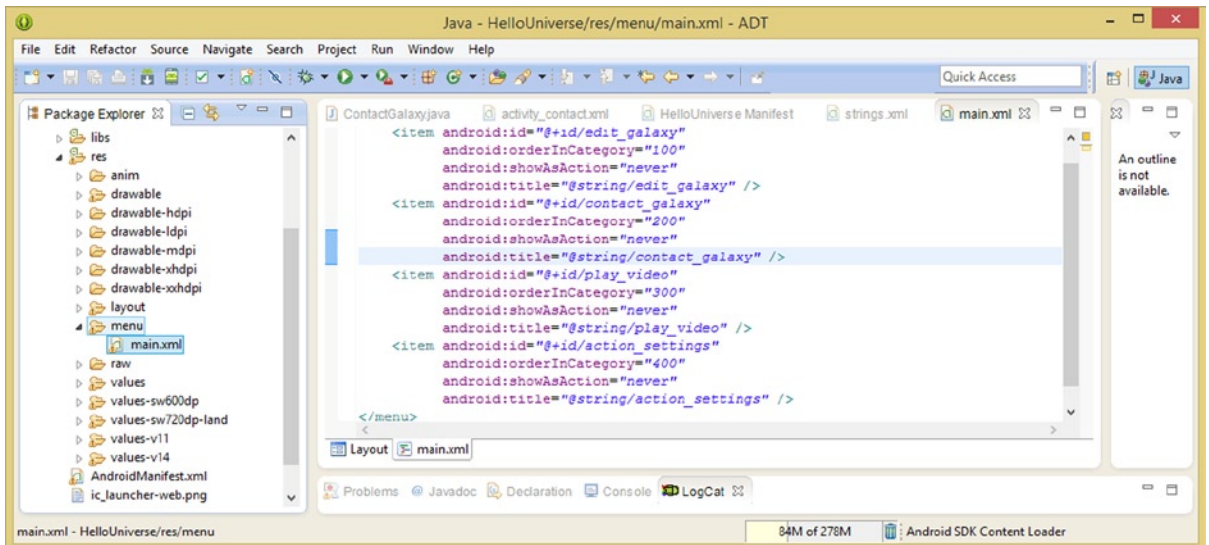 Java - HelloUniverse/res/menu/main.xml - ADT
File Edit Refactor Source Navigate Search Project Run Window Help
Quick Access
Java
Package Explorer
libs
res
anim
drawable
drawable-hdpi
drawable-ldpi
drawable-mdpi
drawable-xhdpi
drawable-xxhdpi
layout
menu
main.xml
raw
values
values-sw600dp
values-sw720dp-land
values-v11
values-v14
AndroidManifest.xml
ic_launcher-web.png
ContactGalaxy.java activity_contact.xml HelloUniverse Manifest strings.xml main.xml
<item android:id="@+id/edit_galaxy"
android:orderInCategory="100"
android:showAsAction="never"
android:title="@string/edit_galaxy" />
<item android:id="@+id/contact_galaxy"
android:orderInCategory="200"
android:showAsAction="never"
android:title="@string/contact_galaxy" />
<item android:id="@+id/play_video"
android:orderInCategory="300"
android:showAsAction="never"
android:title="@string/play_video" />
<item android:id="@+id/action_settings"
android:orderInCategory="400"
android:showAsAction="never"
android:title="@string/action_settings" />
</menu>
Layout main.xml
An outline
is not
available.
Problems @ Javadoc Declaration Console LogCat
main.xml - HelloUniverse/res/menu
84M of 278M
Android SDK Content Loader